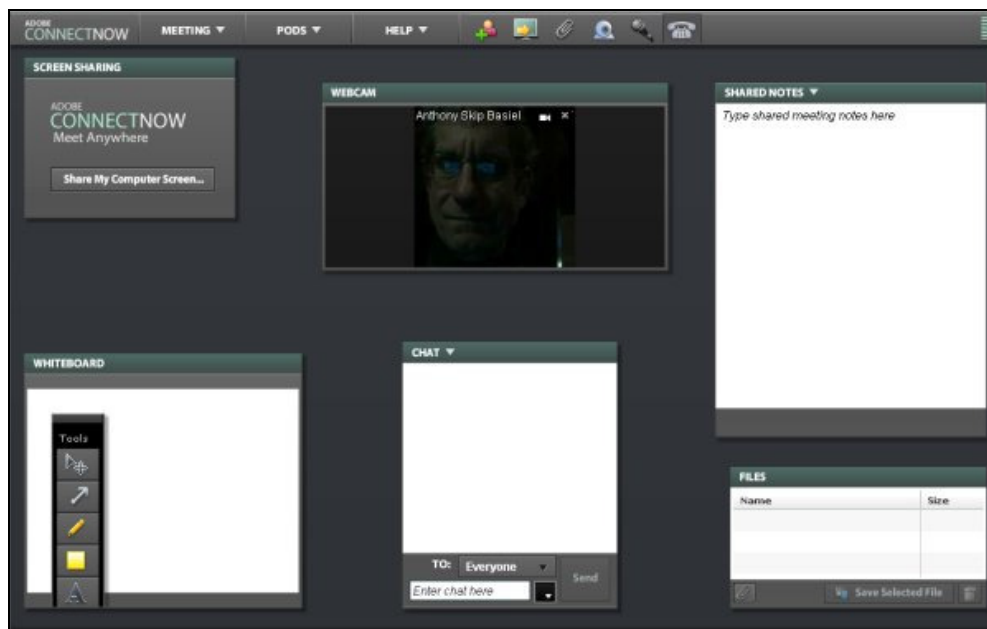 ADOBE
CONNECTNOW
MEETING
PODS
HELP
SCREEN SHARING
ADOBE
CONNECTNOW
Meet Anywhere
Share My Computer Screen...
WEBCAM
Anthony Skip Basiel
SHARED NOTES
Type shared meeting notes here
WHITEBOARD
Tools
A
CHAT
TO: Everyone
Enter chat here
Send
FILES
Name Size
Save Selected File